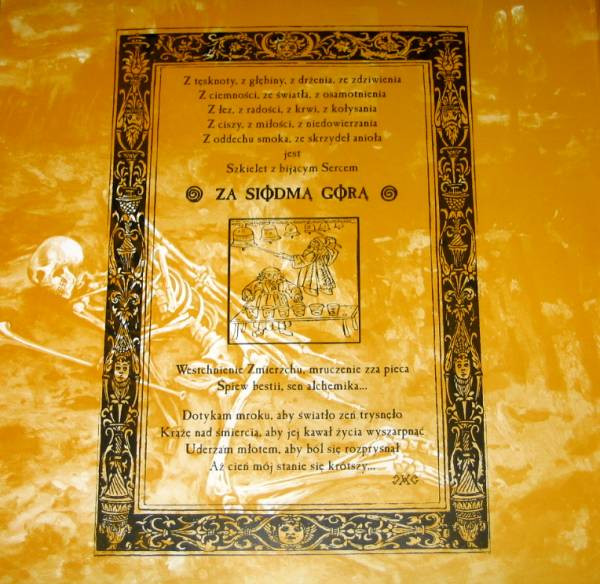 Z tęsknoty, z głębiny, z drżenia, ze zdziwienia
Z ciemności, ze światła, z osamotnienia
Z łez, z radości, z krwi, z kołysania
Z ciszy, z miłości, z niedowierzania
Z oddechu smoka, ze skrzydeł anioła
jest
Szkielet z bijącym Sercem
ZA SIÓDMĄ GÓRĄ
Westchnienie Zmierzchu, mruczenie zza pieca
Śpiew bestii, sen alchemika...
Dotykam mroku, aby światło zeń trysnęło
Krążę nad śmiercią, aby jej kawał życia wyszarpnąć
Uderzam młotem, aby ból się rozprysnął
Aż cień mój stanie się krótszy...